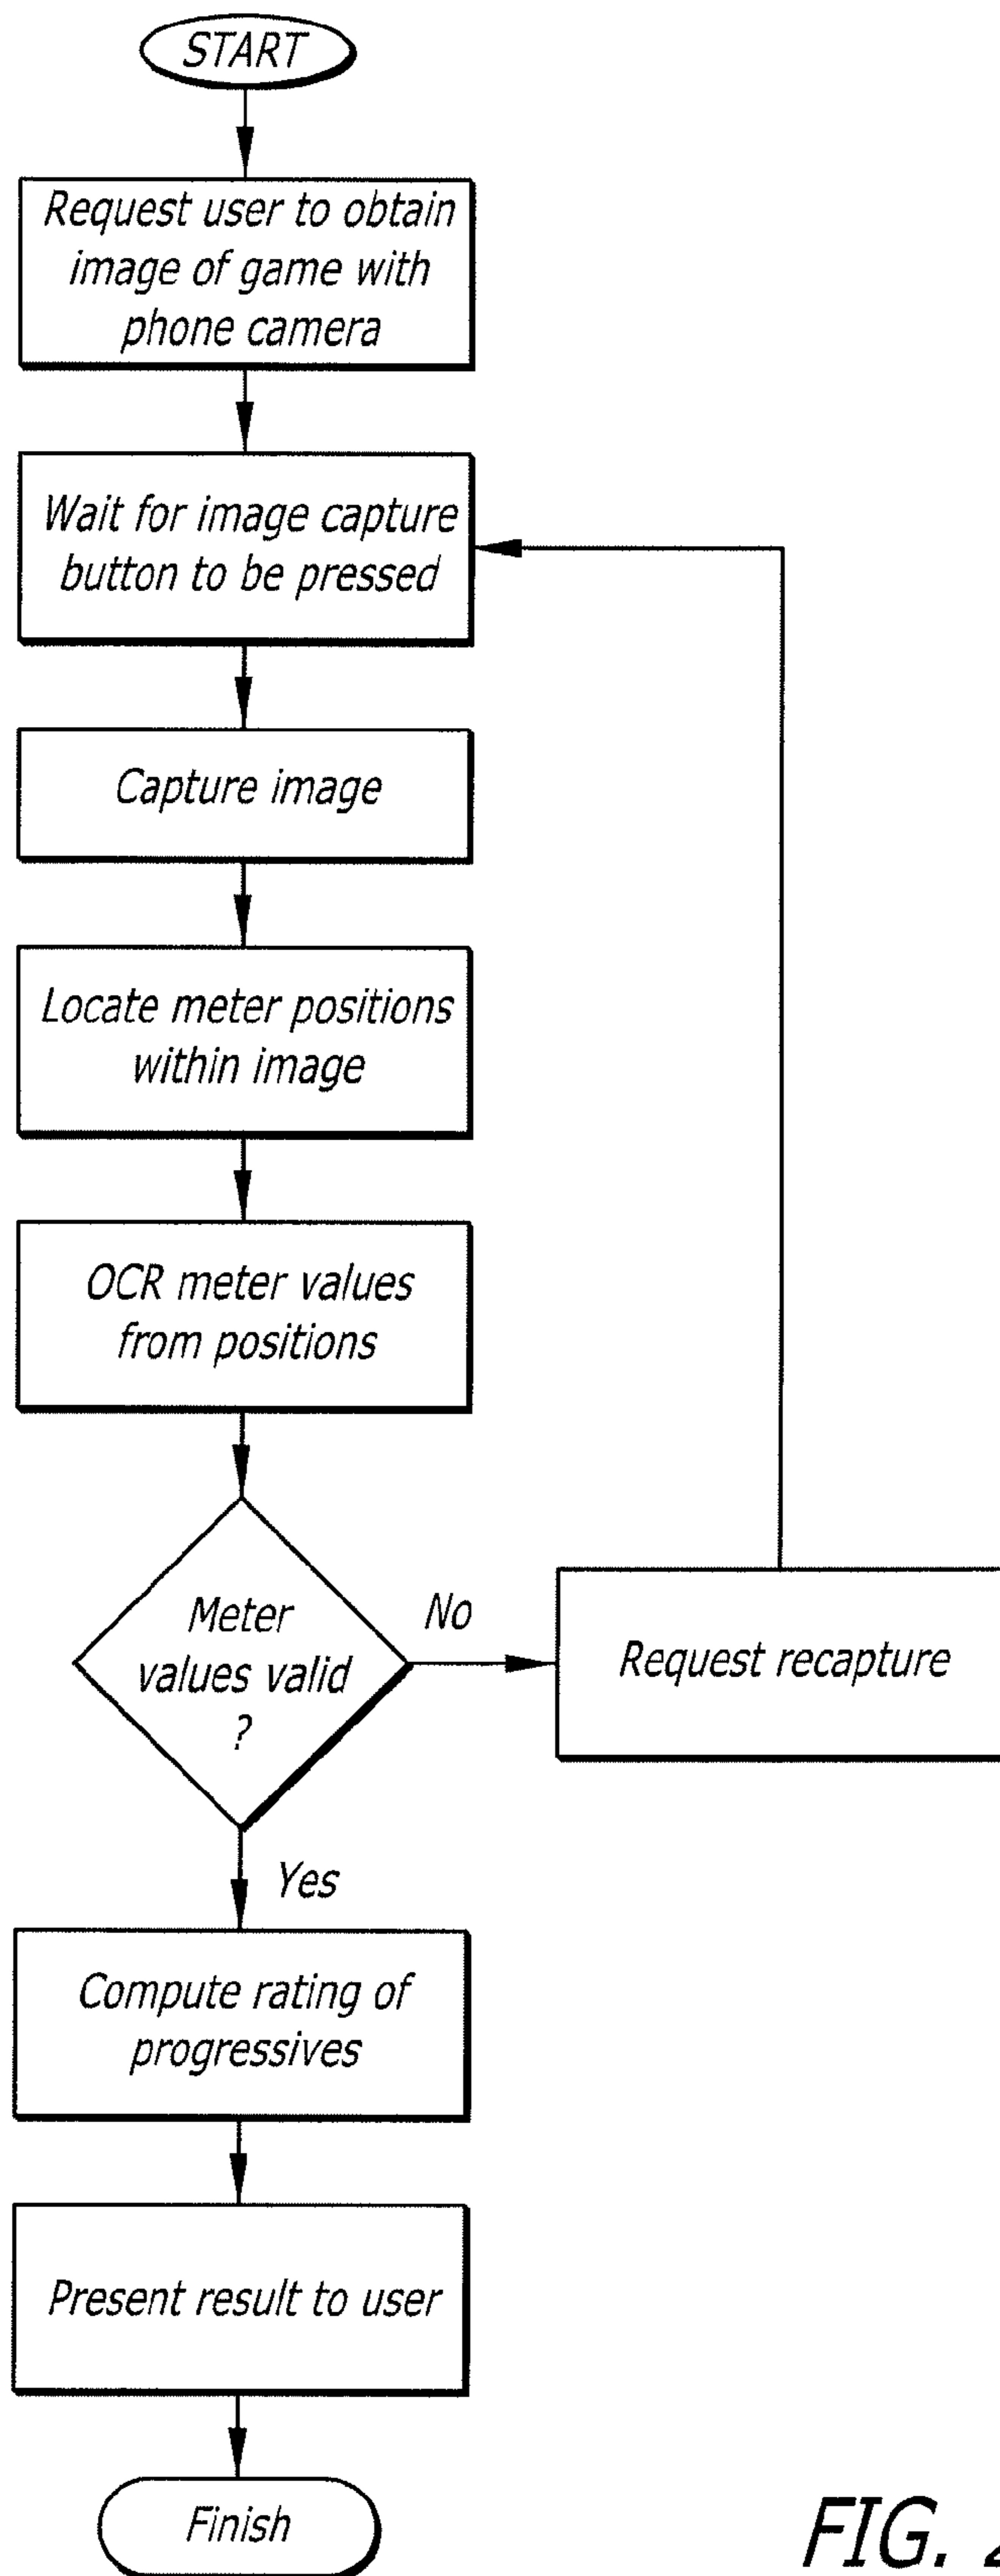 START
Request user to obtain
image of game with
phone camera
Wait for image capture
button to be pressed
Capture image
Locate meter positions
within image
OCR meter values
from positions
Meter
values valid
?
No
Request recapture
Yes
Compute rating of
progressives
Present result to user
Finish
FIG.